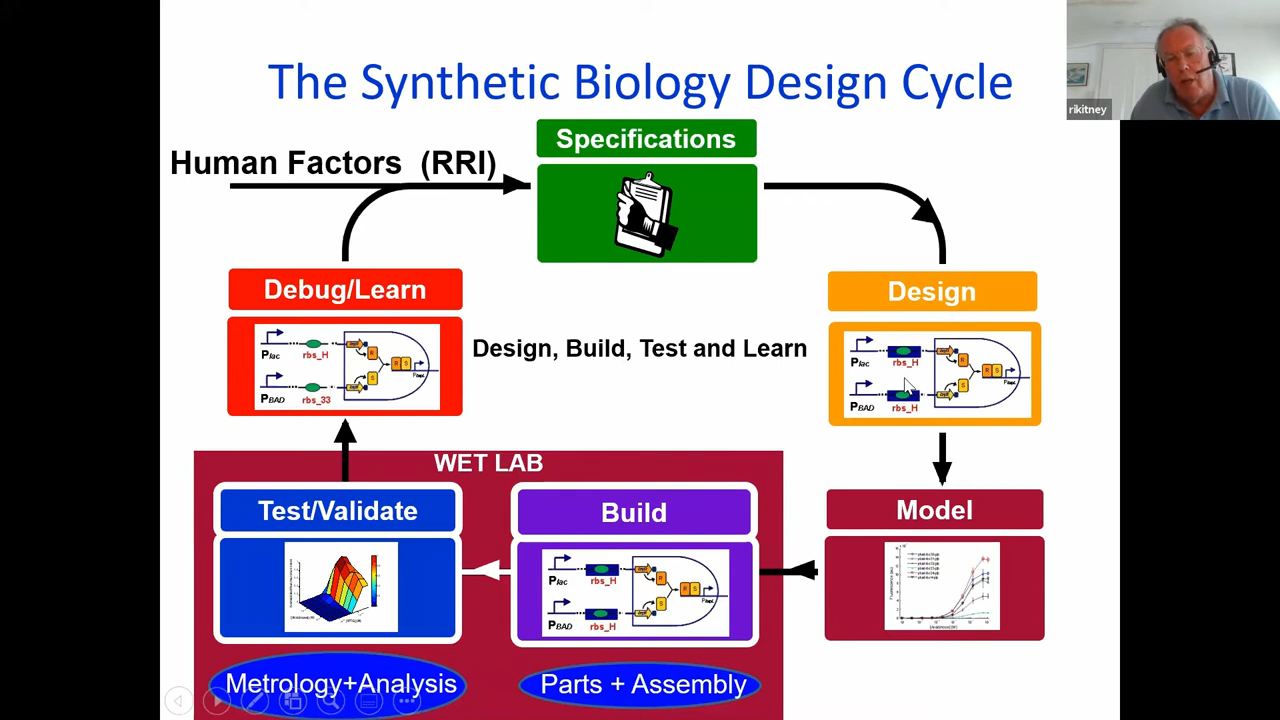 The Synthetic Biology Design Cycle
rikitney
Human Factors (RRI)
Specifications
Debug/Learn
Plac
rbs_H
PBAD
rbs_33
R
S
R S
Design, Build, Test and Learn
Design
Plac
rbs_H
PBAD
rbs_H
R
S
R S
WET LAB
Test/Validate
Build
Plac
rbs_H
PBAD
rbs_H
R
S
R S
Model
Metrology+Analysis
Parts + Assembly